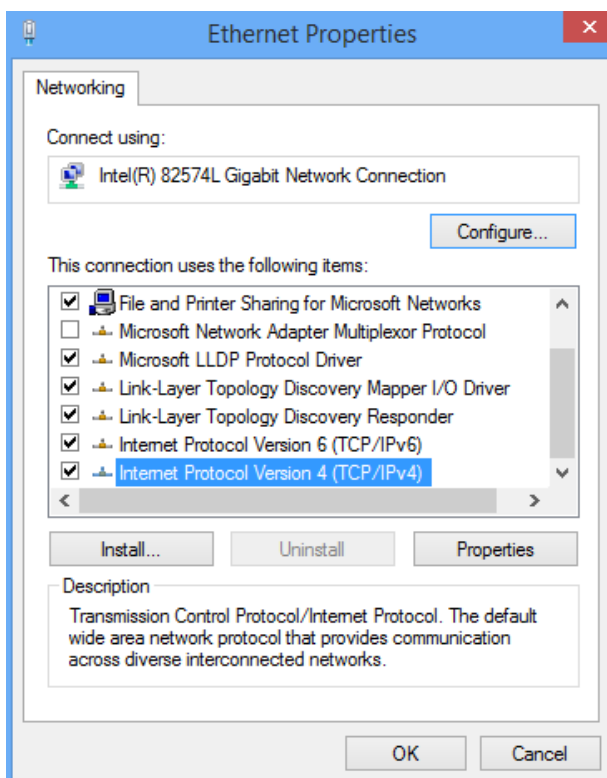 Ethernet Properties
Networking
Connect using:
Intel(R) 82574L Gigabit Network Connection
Configure...
This connection uses the following items:
File and Printer Sharing for Microsoft Networks
Microsoft Network Adapter Multiplexor Protocol
Microsoft LLDP Protocol Driver
Link-Layer Topology Discovery Mapper I/O Driver
Link-Layer Topology Discovery Responder
Internet Protocol Version 6 (TCP/IPv6)
Internet Protocol Version 4 (TCP/IPv4)
Install... Uninstall Properties
Description
Transmission Control Protocol/Internet Protocol. The default
wide area network protocol that provides communication
across diverse interconnected networks.
OK Cancel